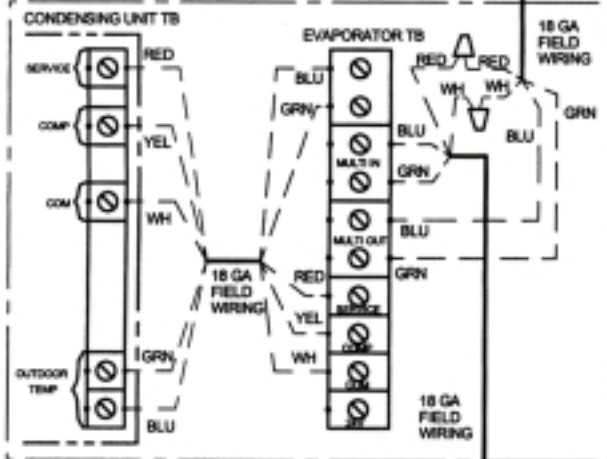 CONDENSING UNIT TB
SERVICE
COMP
COM
OUTDOOR
TEMP
RED
YEL
WH
GRN
BLU
18 GA
FIELD
WIRING
EVAPORATOR TB
BLU
GRN
MULTI IN
MULTI OUT
RED
SERVICE
YEL
COMP
WH
COM
BLU
GRN
BLU
GRN
RED
RED
WH
WH
BLU
GRN
18 GA
FIELD
WIRING
18 GA
FIELD
WIRING